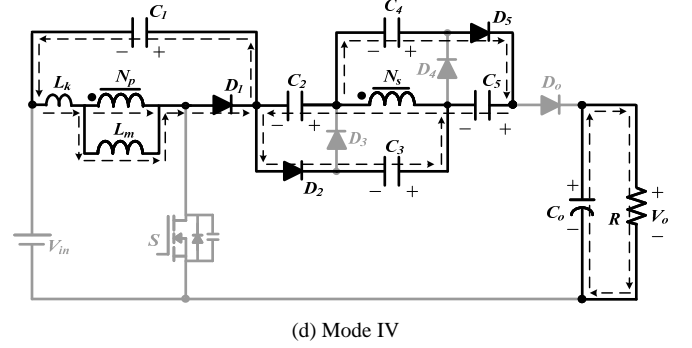 C1
C4
D5
− +
− +
Lk
Np
D1
C2
Ns
D4
C5
Do
− +
− +
Lm
D3
C3
D2
− +
Vin
S
Co
+
−
R
+
Vo
−
(d) Mode IV